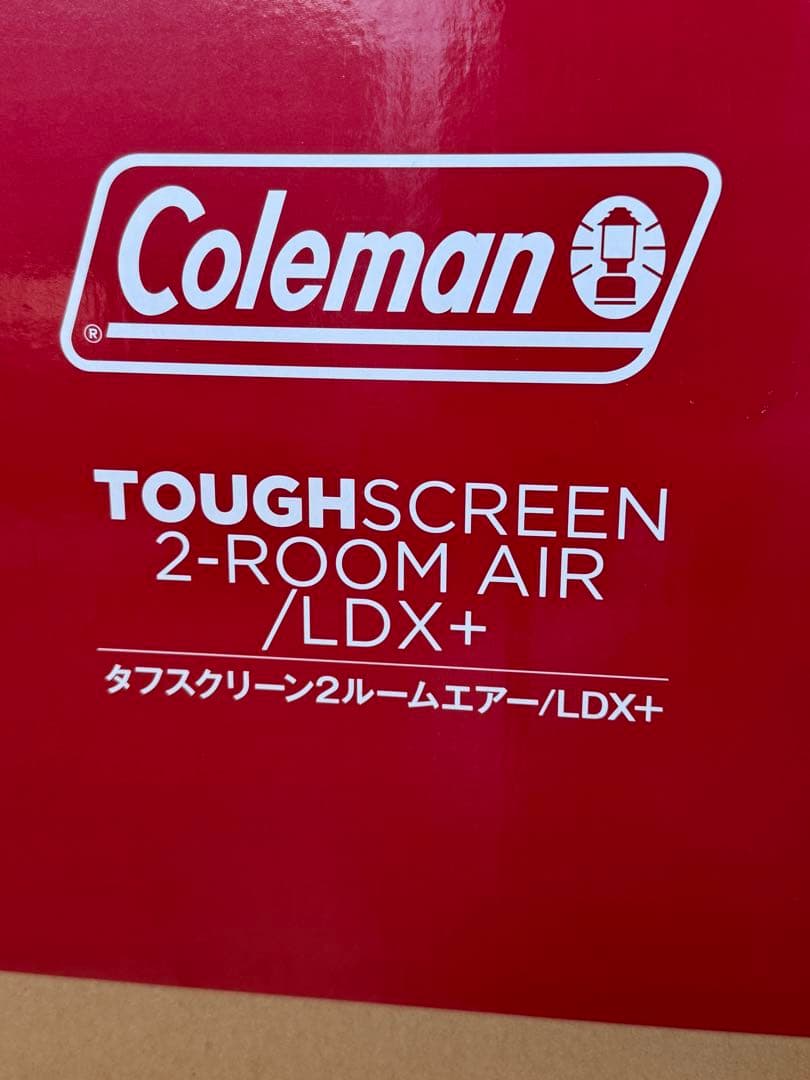 Coleman
®
TOUGHSCREEN
2-ROOM AIR
/LDX+
タフスクリーン2ルームエアー/LDX+